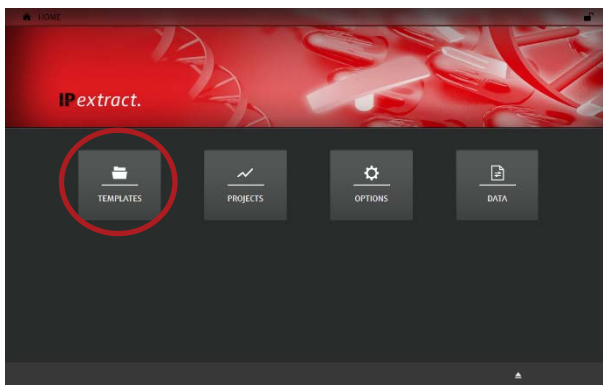 HOME
IPextract.
TEMPLATES
PROJECTS
OPTIONS
DATA